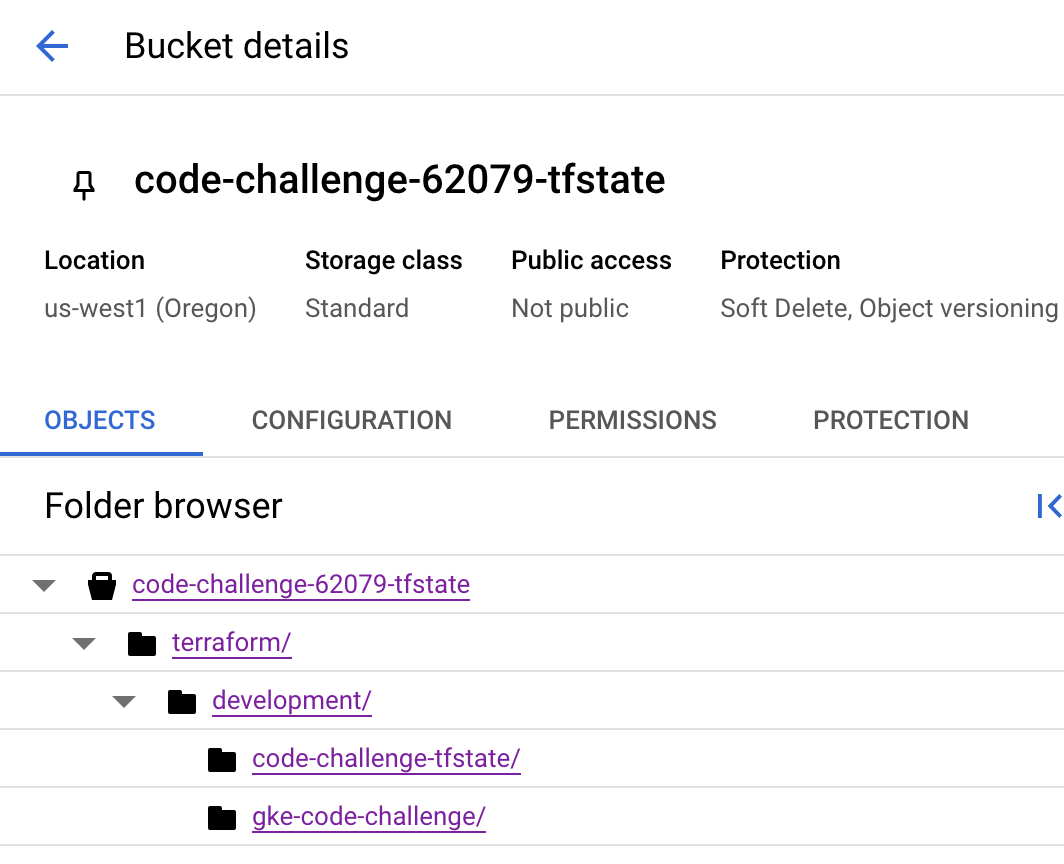 Bucket details
code-challenge-62079-tfstate
Location Storage class Public access Protection
us-west1 (Oregon) Standard Not public Soft Delete, Object versioning
OBJECTS CONFIGURATION PERMISSIONS PROTECTION
Folder browser
code-challenge-62079-tfstate
terraform/
development/
code-challenge-tfstate/
gke-code-challenge/